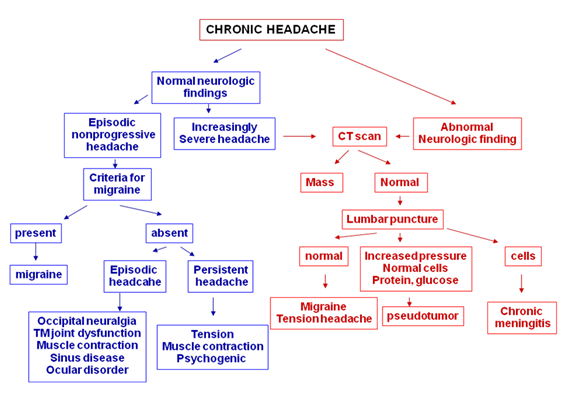 CHRONIC HEADACHE
Normal neurologic
findings
Episodic
nonprogressive
headache
Increasingly
Severe headache
CT scan
Abnormal
Neurologic finding
Criteria for
migraine
Mass
Normal
Lumbar puncture
present
absent
normal
Increased pressure
Normal cells
Protein, glucose
cells
migraine
Episodic
headcahe
Persistent
headache
Migraine
Tension headache
pseudotumor
Chronic
meningitis
Occipital neuralgia
TM joint dysfunction
Muscle contraction
Sinus disease
Ocular disorder
Tension
Muscle contraction
Psychogenic